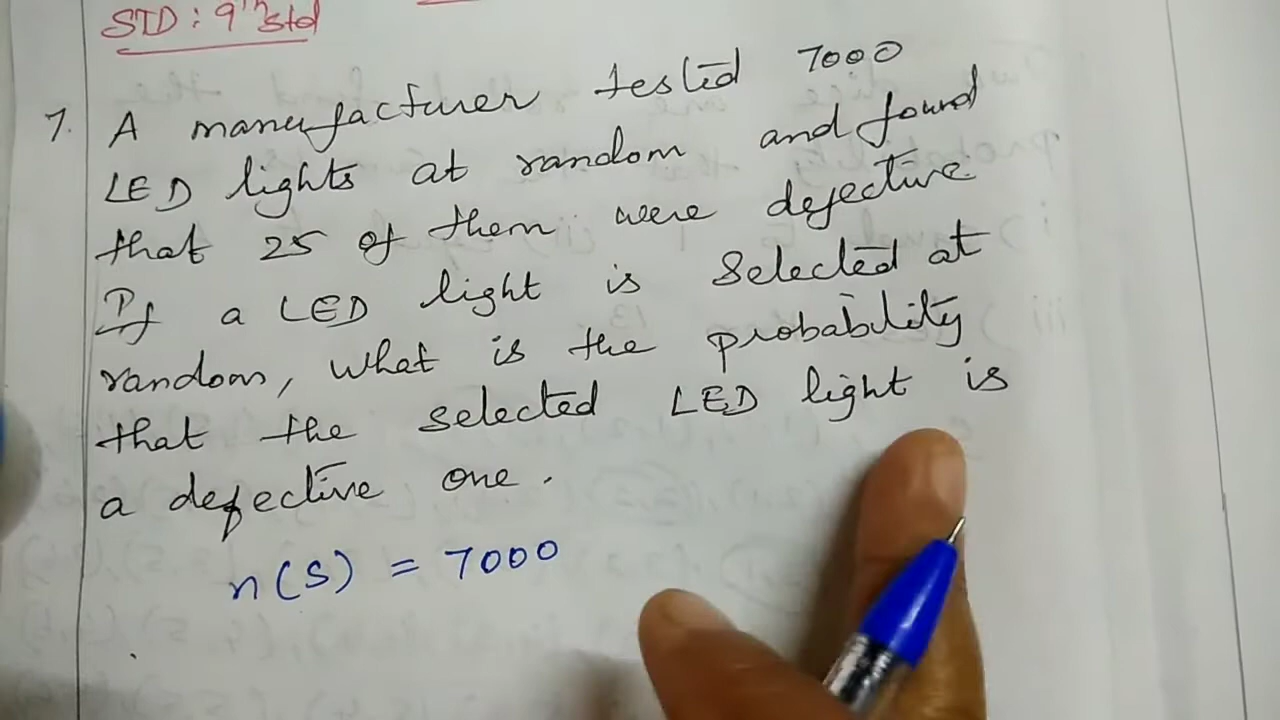 STD : 9th std
7. A manufacturer tested 7000
LED lights at random and found
that 25 of them were defective.
If a LED light is selected at
random, what is the probability
that the selected LED light is
a defective one.
n(S) = 7000